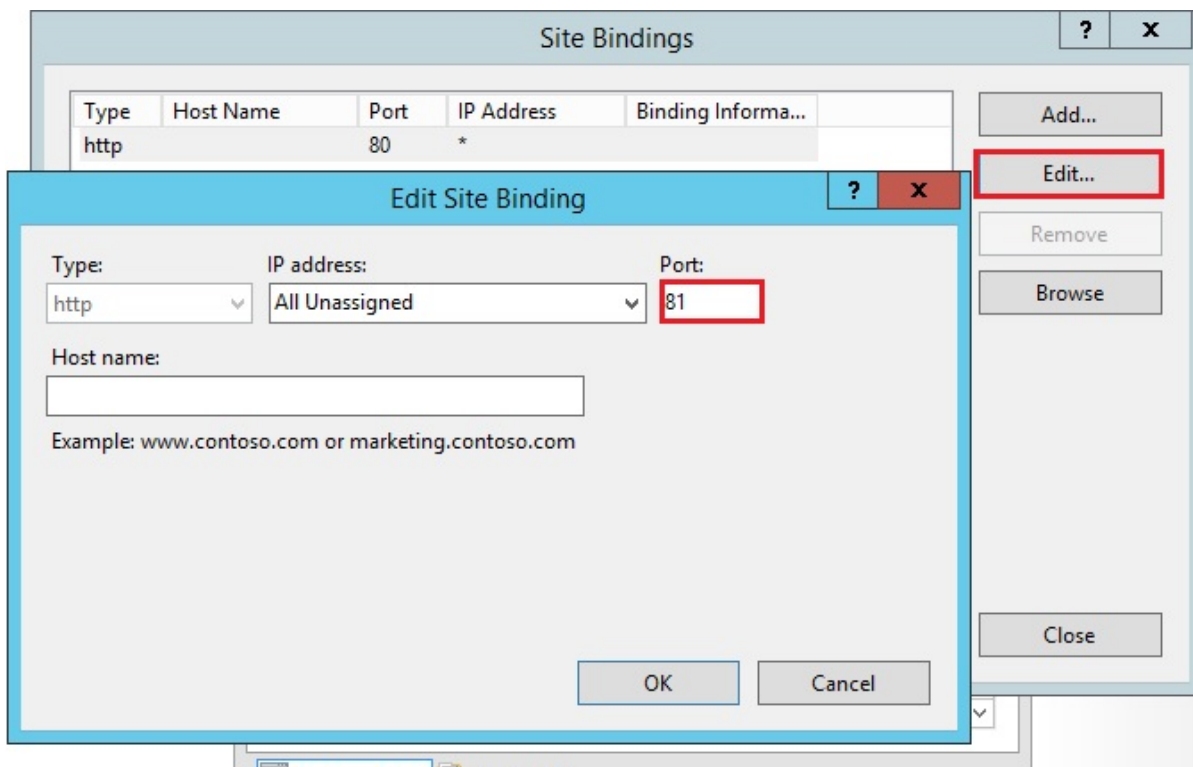 Site Bindings
? x
Type Host Name Port IP Address Binding Informa...
http 80 *
Add...
Edit...
Remove
Browse
Close
Edit Site Binding
? x
Type: IP address: Port:
http All Unassigned 81
Host name:
Example: www.contoso.com or marketing.contoso.com
OK Cancel